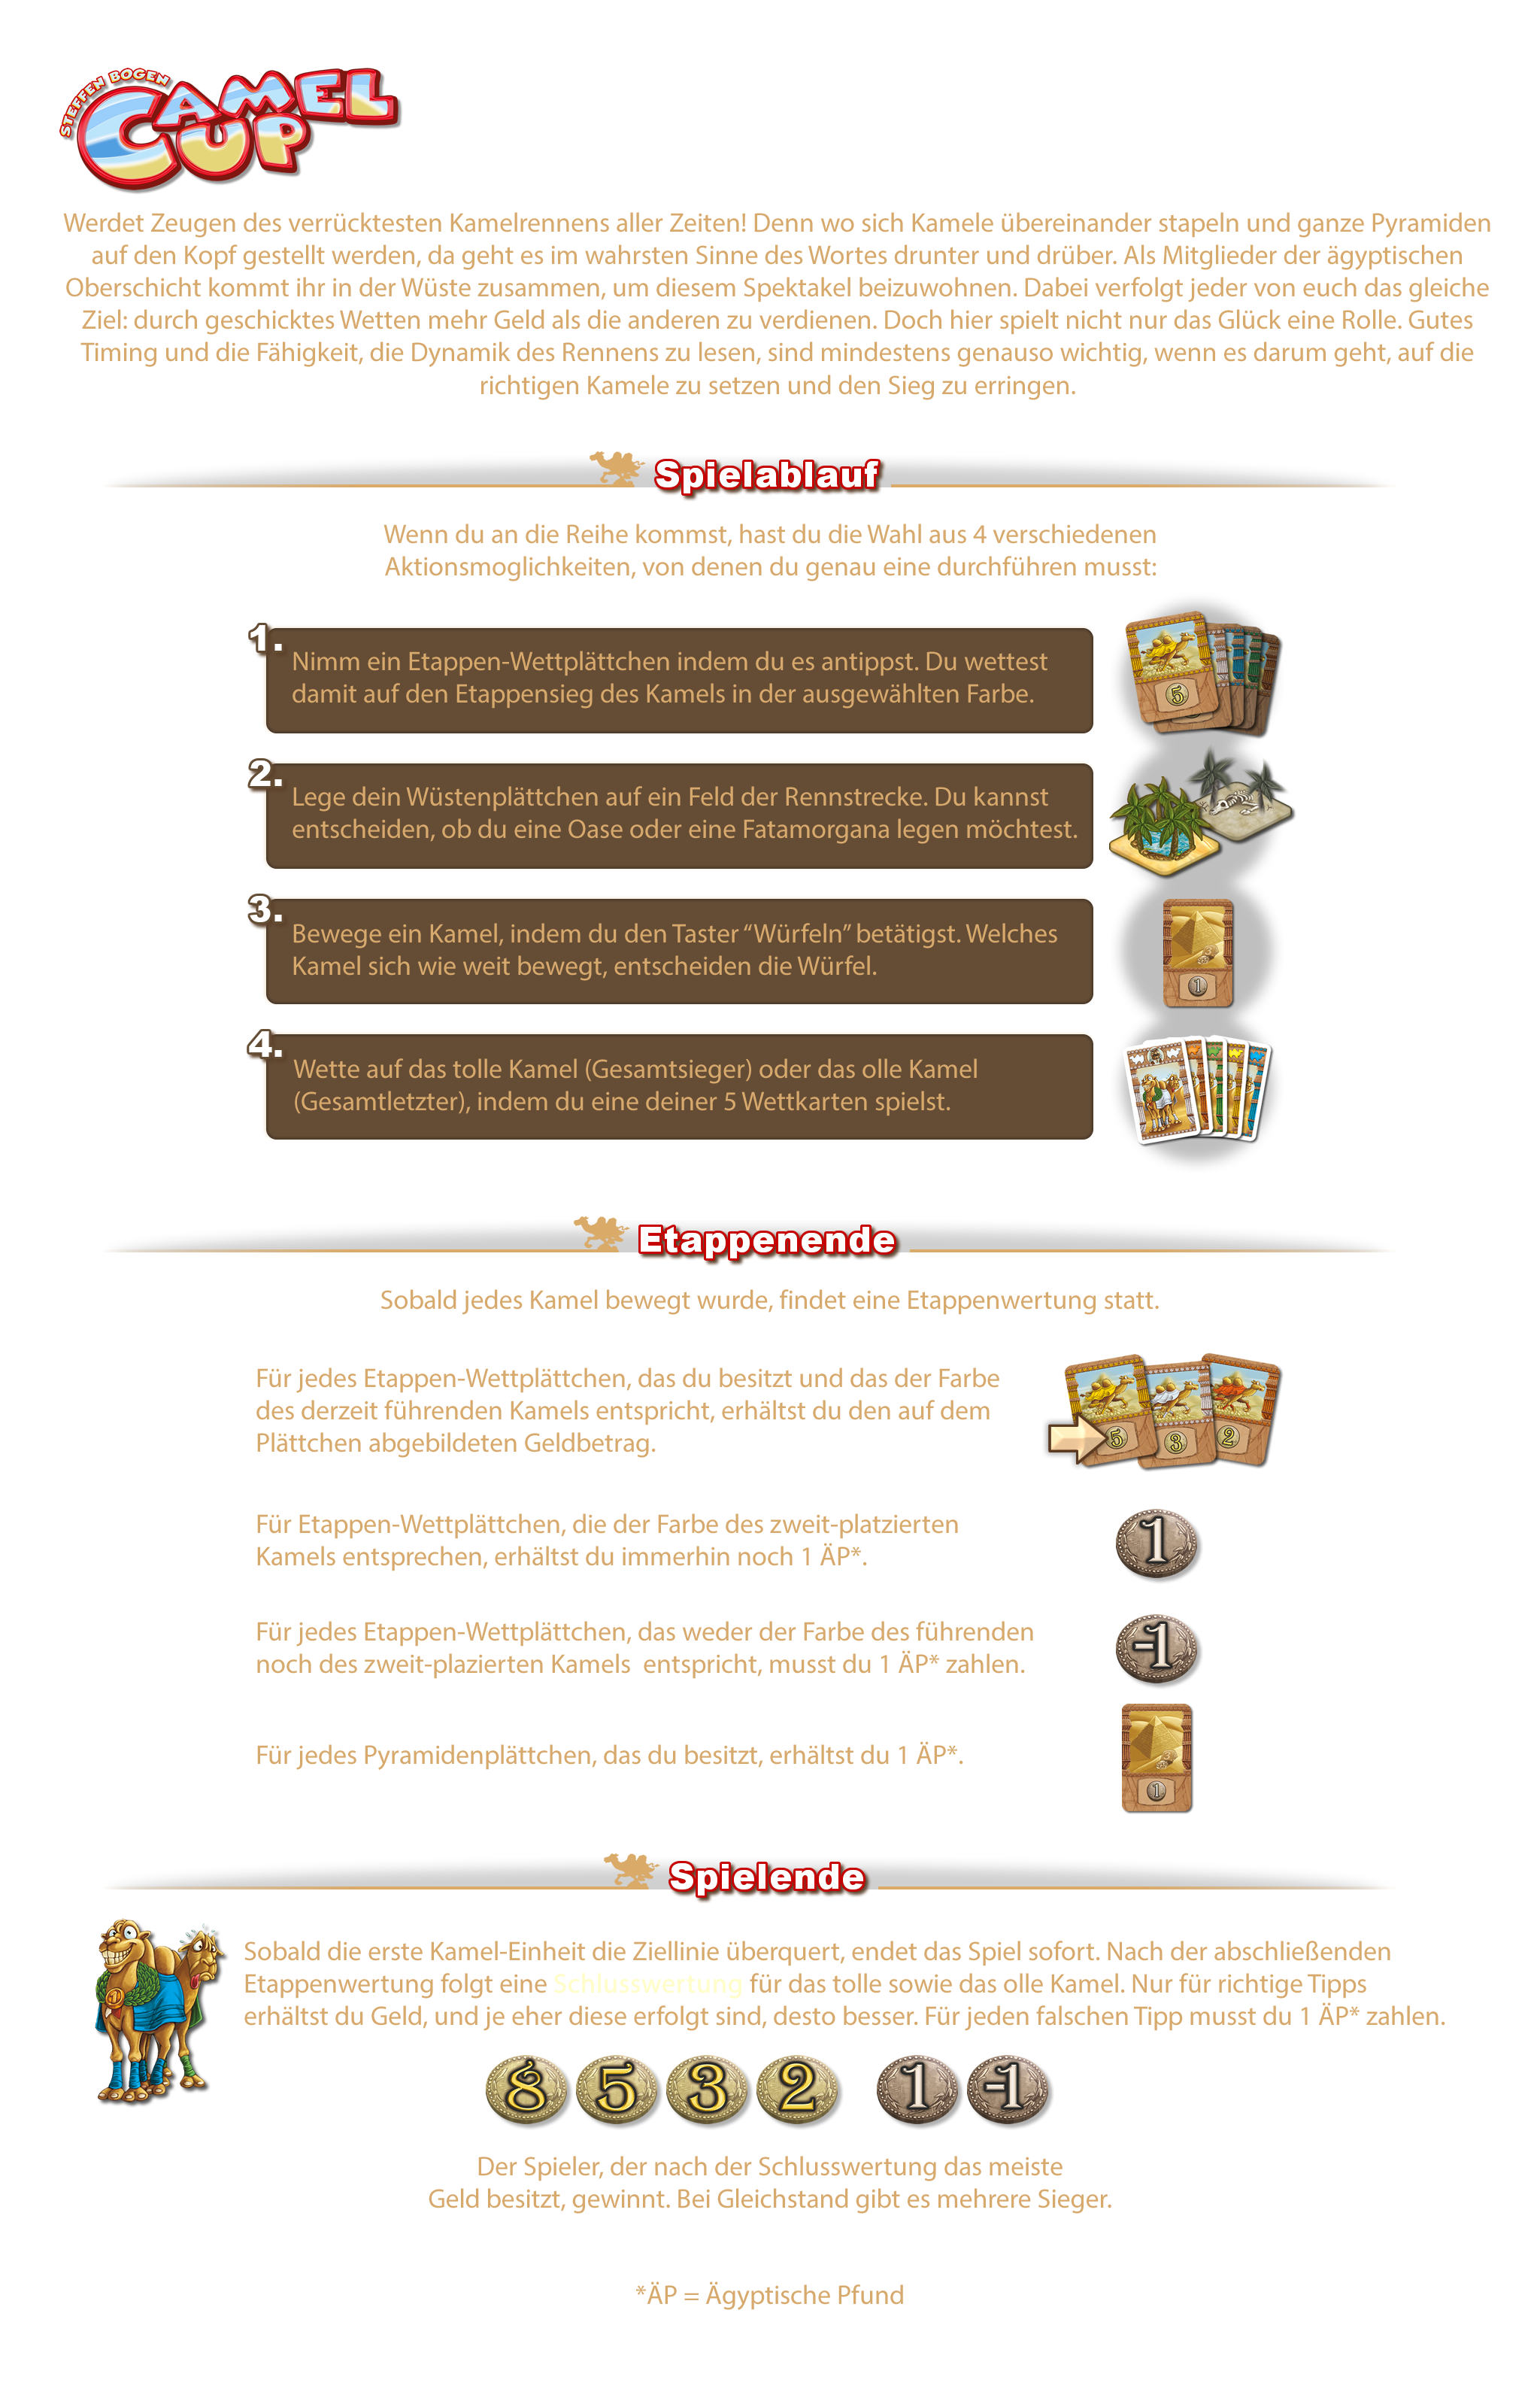 STEFFEN BOGEN
CAMEL
CUP
Werdet Zeugen des verrücktesten Kamelrennens aller Zeiten! Denn wo sich Kamele übereinander stapeln und ganze Pyramiden
auf den Kopf gestellt werden, da geht es im wahrsten Sinne des Wortes drunter und drüber. Als Mitglieder der ägyptischen
Oberschicht kommt ihr in der Wüste zusammen, um diesem Spektakel beizuwohnen. Dabei verfolgt jeder von euch das gleiche
Ziel: durch geschicktes Wetten mehr Geld als die anderen zu verdienen. Doch hier spielt nicht nur das Glück eine Rolle. Gutes
Timing und die Fähigkeit, die Dynamik des Rennens zu lesen, sind mindestens genauso wichtig, wenn es darum geht, auf die
richtigen Kamele zu setzen und den Sieg zu erringen.
Spielablauf
Wenn du an die Reihe kommst, hast du die Wahl aus 4 verschiedenen
Aktionsmoglichkeiten, von denen du genau eine durchführen musst:
1.
Nimm ein Etappen-Wettplättchen indem du es antippst. Du wettest
damit auf den Etappensieg des Kamels in der ausgewählten Farbe.
5
2.
Lege dein Wüstenplättchen auf ein Feld der Rennstrecke. Du kannst
entscheiden, ob du eine Oase oder eine Fatamorgana legen möchtest.
3.
Bewege ein Kamel, indem du den Taster “Würfeln” betätigst. Welches
Kamel sich wie weit bewegt, entscheiden die Würfel.
1
4.
Wette auf das tolle Kamel (Gesamtsieger) oder das olle Kamel
(Gesamtletzter), indem du eine deiner 5 Wettkarten spielst.
Etappenende
Sobald jedes Kamel bewegt wurde, findet eine Etappenwertung statt.
Für jedes Etappen-Wettplättchen, das du besitzt und das der Farbe
des derzeit führenden Kamels entspricht, erhältst du den auf dem
Plättchen abgebildeten Geldbetrag.
5 3 2
Für Etappen-Wettplättchen, die der Farbe des zweit-platzierten
Kamels entsprechen, erhältst du immerhin noch 1 ÄP*.
1
Für jedes Etappen-Wettplättchen, das weder der Farbe des führenden
noch des zweit-plazierten Kamels entspricht, musst du 1 ÄP* zahlen.
-1
Für jedes Pyramidenplättchen, das du besitzt, erhältst du 1 ÄP*.
1
Spielende
Sobald die erste Kamel-Einheit die Ziellinie überquert, endet das Spiel sofort. Nach der abschließenden
Etappenwertung folgt eine Schlusswertung für das tolle sowie das olle Kamel. Nur für richtige Tipps
erhältst du Geld, und je eher diese erfolgt sind, desto besser. Für jeden falschen Tipp musst du 1 ÄP* zahlen.
8 5 3 2 1 -1
Der Spieler, der nach der Schlusswertung das meiste
Geld besitzt, gewinnt. Bei Gleichstand gibt es mehrere Sieger.
*ÄP = Ägyptische Pfund